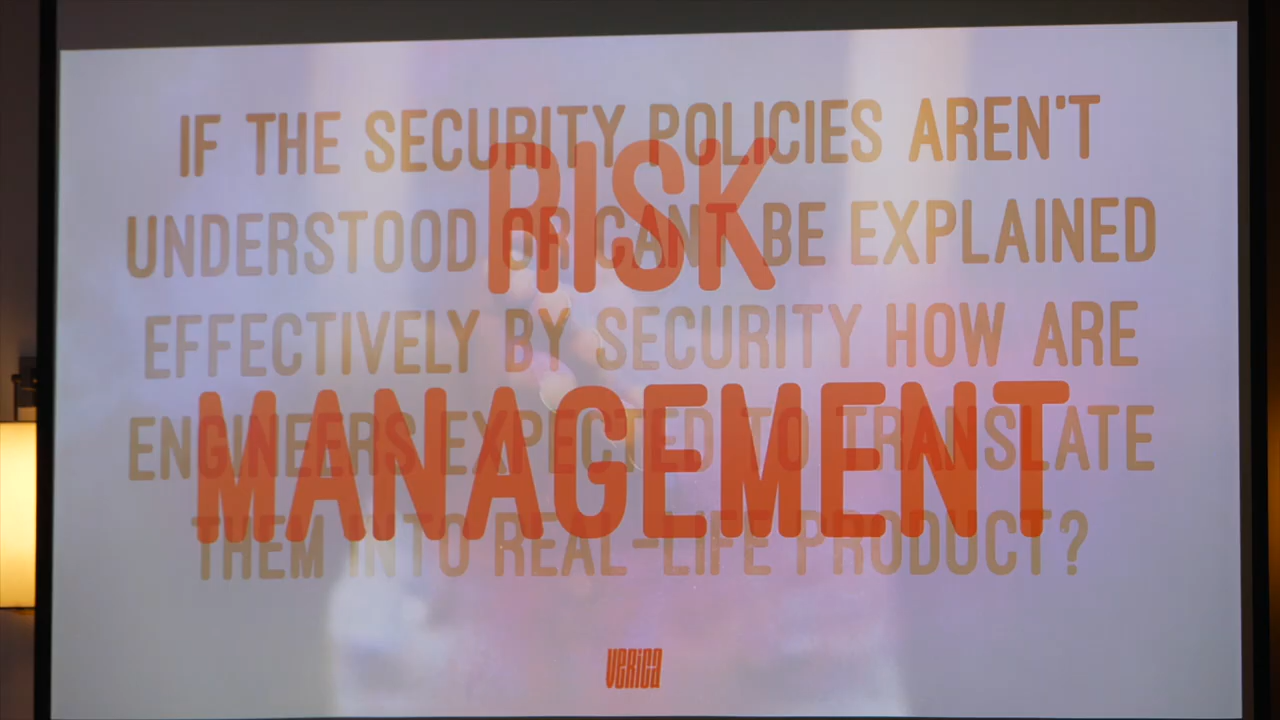 IF THE SECURITY POLICIES AREN'T
UNDERSTOOD OR CANT BE EXPLAINED
EFFECTIVELY BY SECURITY HOW ARE
ENGINEERS EXPECTED TO TRANSLATE
THEM INTO REAL-LIFE PRODUCT?
RISK
MANAGEMENT
VERICA